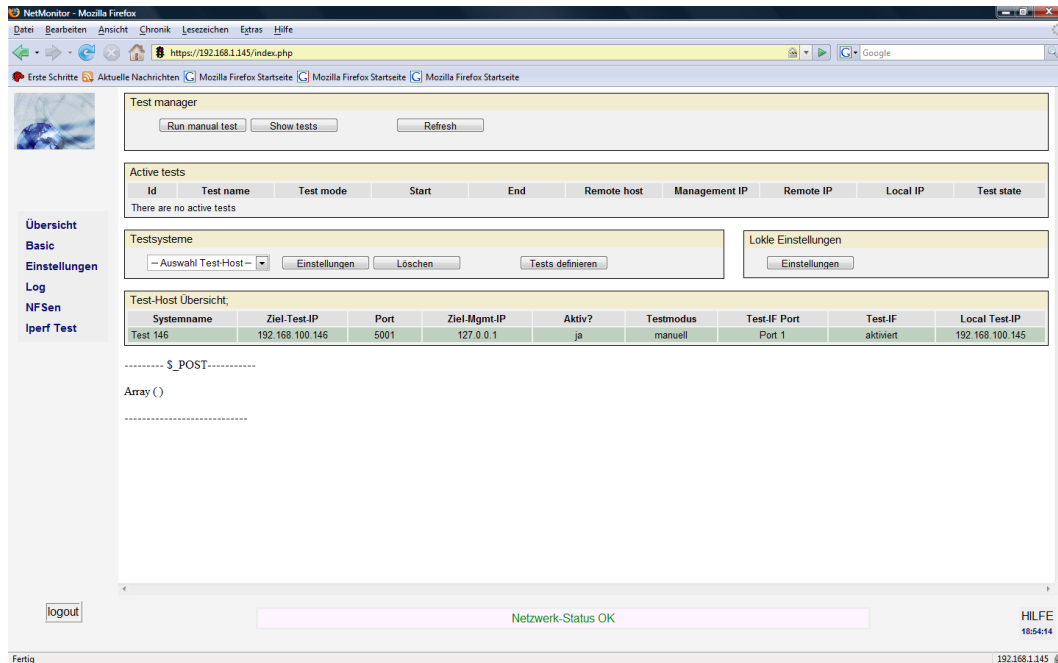 NetMonitor - Mozilla Firefox
Datei Bearbeiten Ansicht Chronik Lesezeichen Extras Hilfe
https://192.168.1.145/index.php
G Google
Erste Schritte Aktuelle Nachrichten G Mozilla Firefox Startseite G Mozilla Firefox Startseite G Mozilla Firefox Startseite
Test manager
Run manual test Show tests Refresh
Active tests
Id Test name Test mode Start End Remote host Management IP Remote IP Local IP Test state
There are no active tests
Übersicht
Basic
Einstellungen
Log
NFSen
Iperf Test
Testsysteme
-- Auswahl Test-Host -- Einstellungen Löschen Tests definieren
Lokle Einstellungen
Einstellungen
Test-Host Übersicht;
Systemname Ziel-Test-IP Port Ziel-Mgmt-IP Aktiv? Testmodus Test-IF Port Test-IF Local Test-IP
Test 146 192.168.100.146 5001 127.0.0.1 ja manuell Port 1 aktiviert 192.168.100.145
--------- $_POST-----------
Array ( )
----------------------------
logout
Netzwerk-Status OK
HILFE
18:54:14
Fertig
192.168.1.145